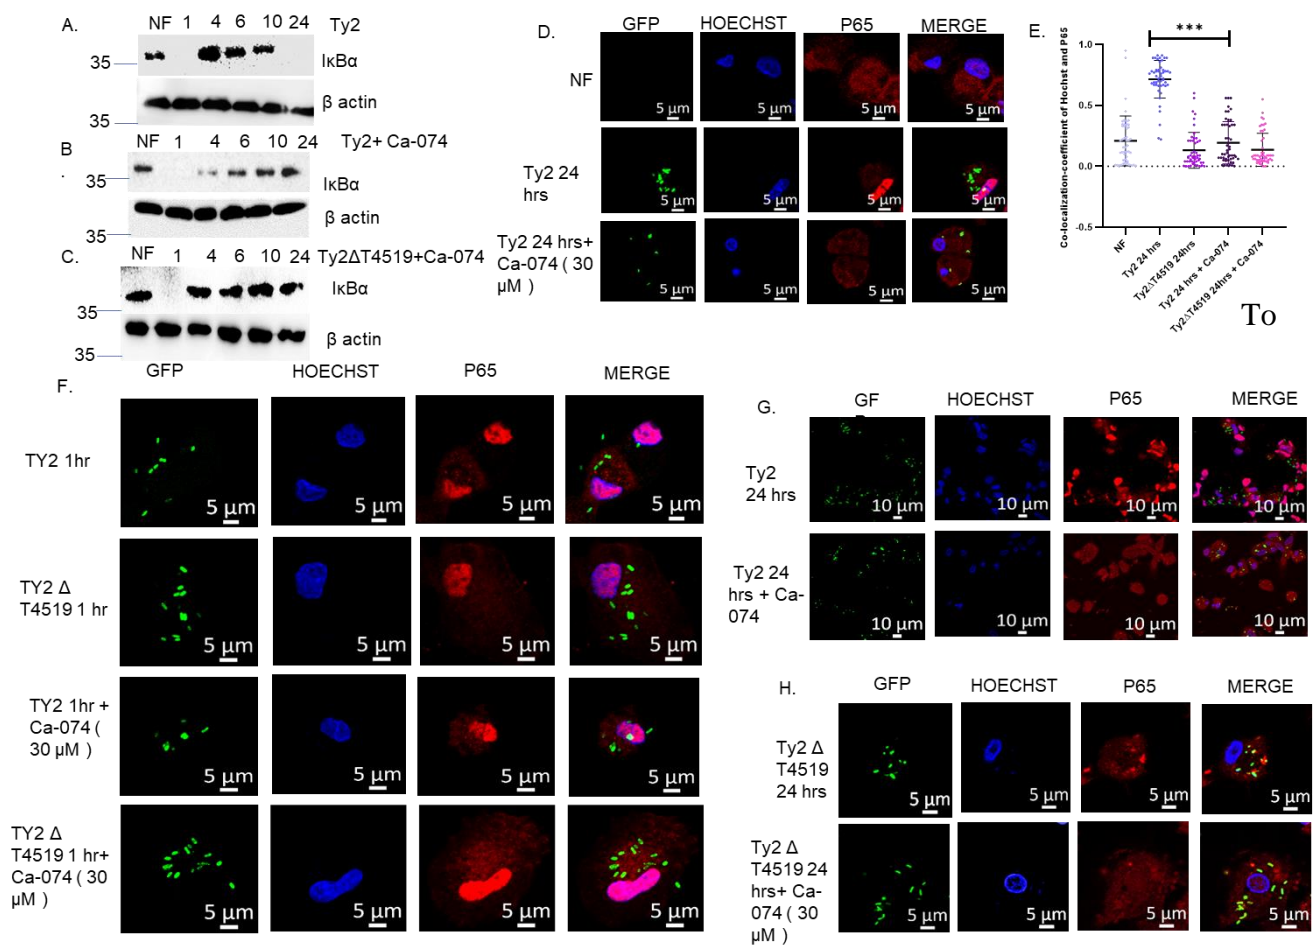 A.
NF 1 4 6 10 24 Ty2
35
IκBα
β actin
35
B
.
NF 1 4 6 10 24 Ty2+ Ca-074
35
IκBα
β actin
35
C.
NF 1 4 6 10 24 Ty2ΔT4519+Ca-074
IκBα
35
β actin
35
D.
GFP HOECHST P65 MERGE
NF
5 μm 5 μm 5 μm 5 μm
Ty2 24
hrs
5 μm 5 μm 5 μm 5 μm
Ty2 24 hrs+
Ca-074 ( 30
μM )
5 μm 5 μm 5 μm 5 μm
E.
Co-localization-coefficient of Hochst and P65
1.0
0.5
0.0
-0.5
***
NF
Ty2 24 hrs
Ty2ΔT4519 24hrs
Ty2 24 hrs + Ca-074
Ty2ΔT4519 24hrs + Ca-074
To
F.
GFP HOECHST P65 MERGE
TY2 1hr
5 μm 5 μm 5 μm 5 μm
TY2 Δ
T4519 1 hr
5 μm 5 μm 5 μm 5 μm
TY2 1hr +
Ca-074 (
30 μM )
5 μm 5 μm 5 μm 5 μm
TY2 Δ
T4519 1 hr+
Ca-074 ( 30
μM )
5 μm 5 μm 5 μm 5 μm
G.
GF HOECHST P65 MERGE
Ty2
24 hrs
10 μm 10 μm 10 μm 10 μm
Ty2 24
hrs + Ca-
074
10 μm 10 μm 10 μm 10 μm
H.
GFP HOECHST P65 MERGE
Ty2 Δ
T4519
24 hrs
5 μm 5 μm 5 μm 5 μm
Ty2 Δ
T4519 24
hrs+ Ca-
074 ( 30
μM )
5 μm 5 μm 5 μm 5 μm